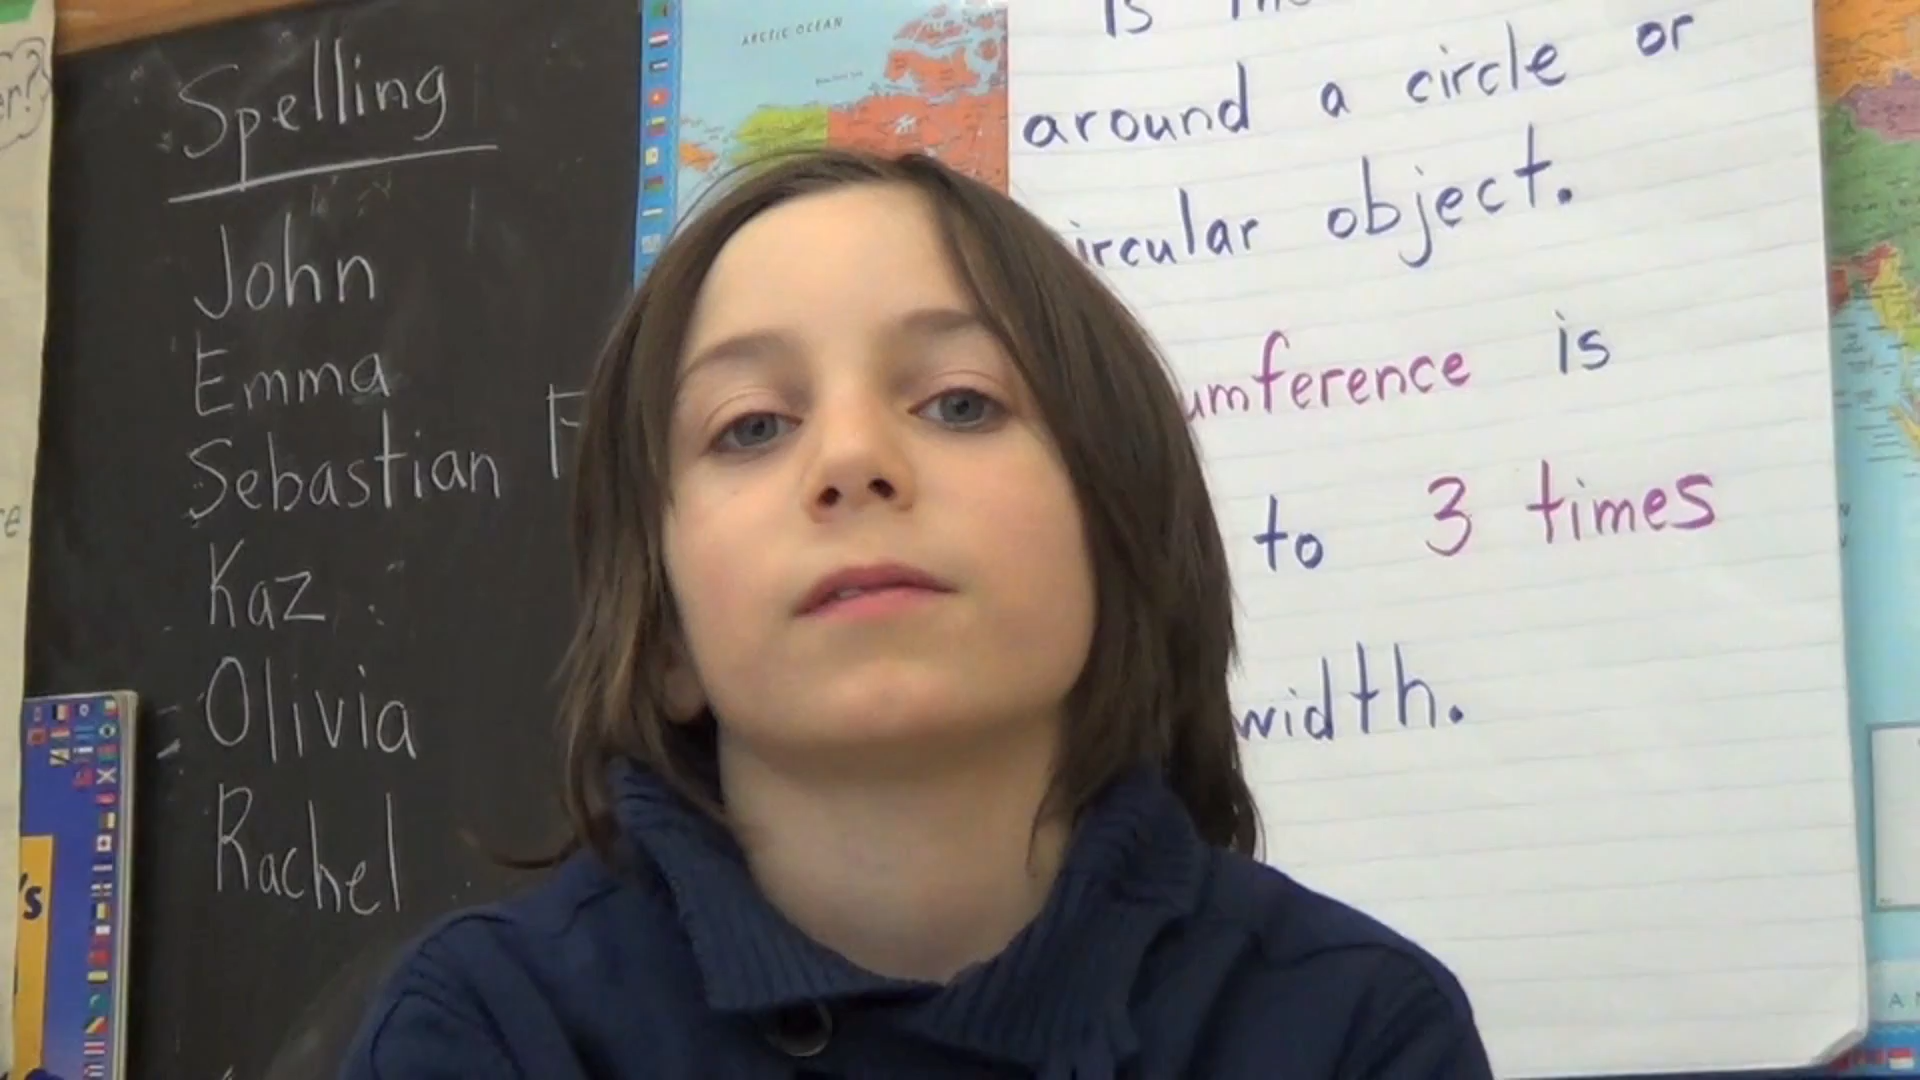 Spelling
John
Emma
Sebastian
Kaz
Olivia
Rachel
ARCTIC OCEAN
is
around a circle or
ircular object.
umference is
to 3 times
width.
's